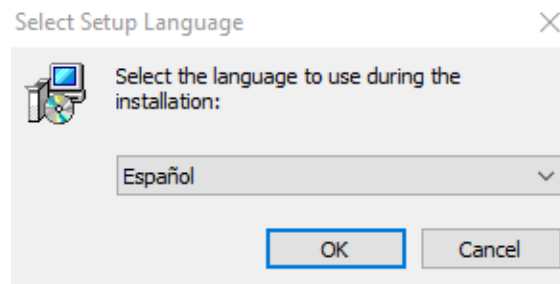 Select Setup Language
Select the language to use during the
installation:
Español
OK
Cancel